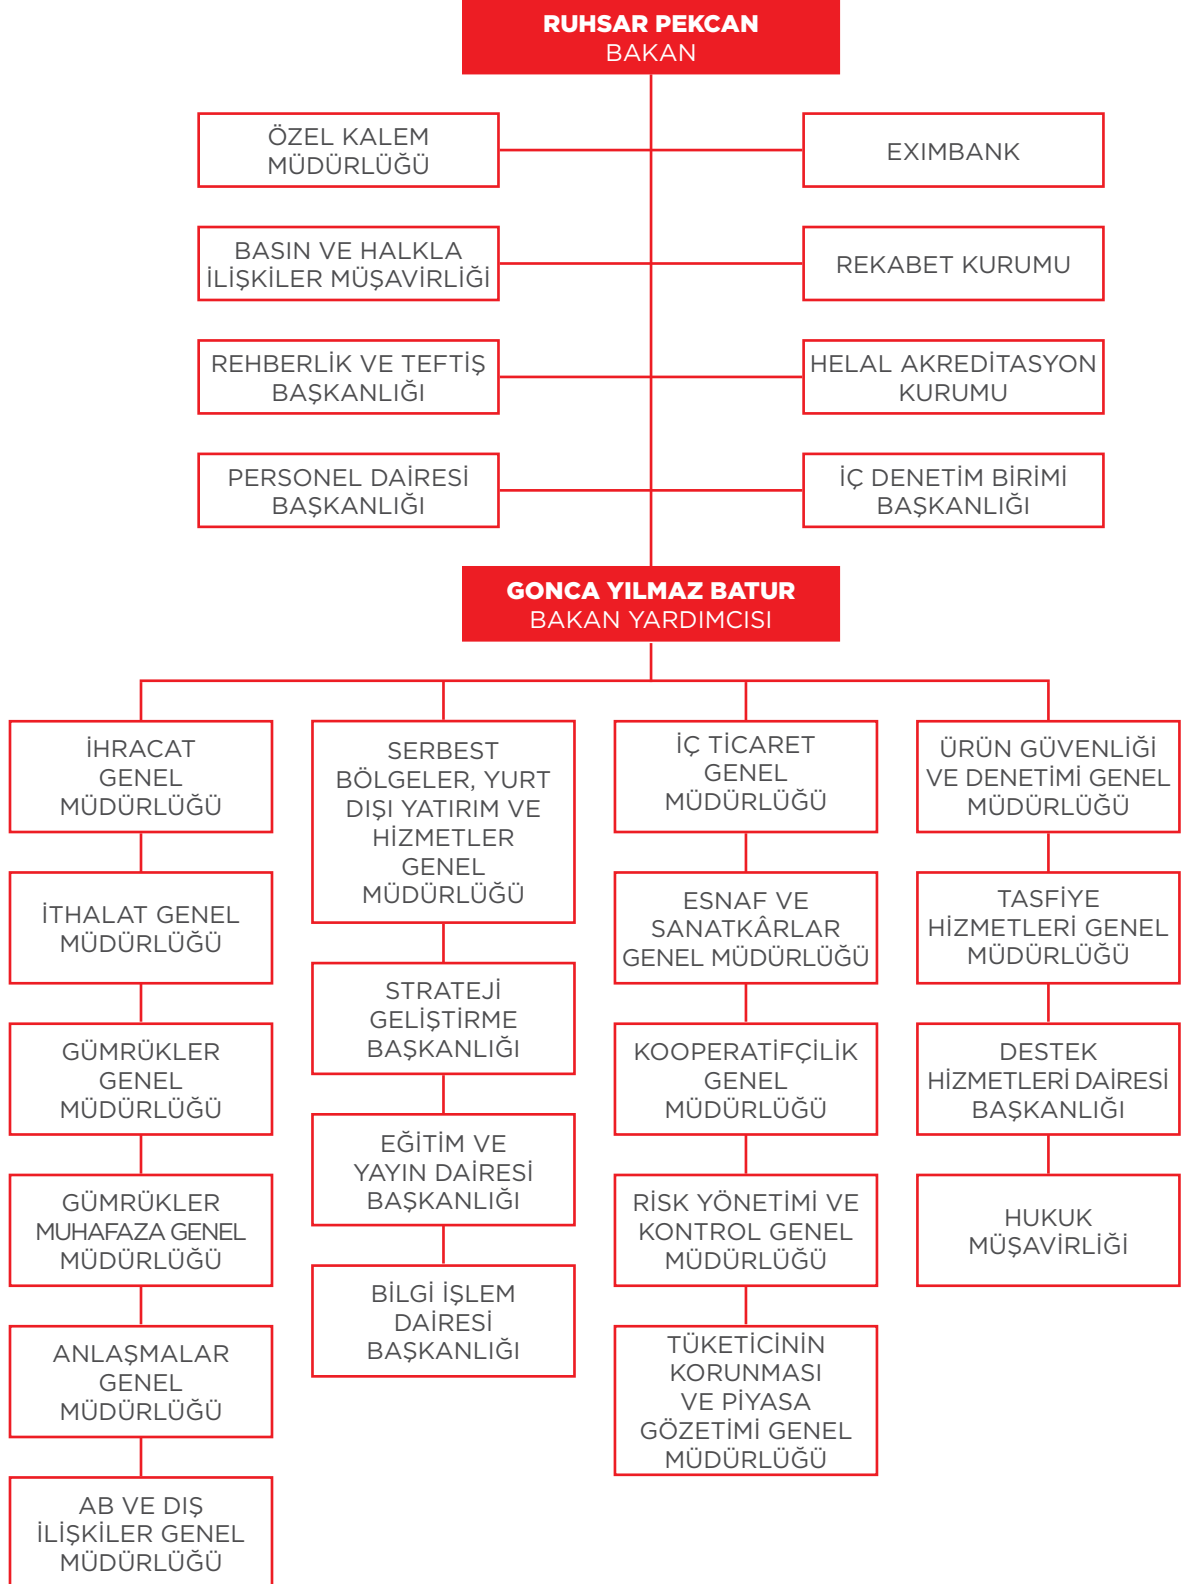 RUHSAR PEKCAN
BAKAN
ÖZEL KALEM
MÜDÜRLÜĞÜ
EXIMBANK
BASIN VE HALKLA
İLİŞKİLER MÜŞAVİRLİĞİ
REKABET KURUMU
REHBERLİK VE TEFTİŞ
BAŞKANLIĞI
HELAL AKREDİTASYON
KURUMU
PERSONEL DAİRESİ
BAŞKANLIĞI
İÇ DENETİM BİRİMİ
BAŞKANLIĞI
GONCA YILMAZ BATUR
BAKAN YARDIMCISI
İHRACAT
GENEL
MÜDÜRLÜĞÜ
İTHALAT GENEL
MÜDÜRLÜĞÜ
GÜMRÜKLER
GENEL
MÜDÜRLÜĞÜ
GÜMRÜKLER
MUHAFAZA GENEL
MÜDÜRLÜĞÜ
ANLAŞMALAR
GENEL
MÜDÜRLÜĞÜ
AB VE DIŞ
İLİŞKİLER GENEL
MÜDÜRLÜĞÜ
SERBEST
BÖLGELER, YURT
DIŞI YATIRIM VE
HİZMETLER
GENEL
MÜDÜRLÜĞÜ
STRATEJİ
GELİŞTİRME
BAŞKANLIĞI
EĞİTİM VE
YAYIN DAİRESİ
BAŞKANLIĞI
BİLGİ İŞLEM
DAİRESİ
BAŞKANLIĞI
İÇ TİCARET
GENEL
MÜDÜRLÜĞÜ
ESNAF VE
SANATKÂRLAR
GENEL MÜDÜRLÜĞÜ
KOOPERATİFÇİLİK
GENEL
MÜDÜRLÜĞÜ
RİSK YÖNETİMİ VE
KONTROL GENEL
MÜDÜRLÜĞÜ
TÜKETİCİNİN
KORUNMASI
VE PİYASA
GÖZETİMİ GENEL
MÜDÜRLÜĞÜ
ÜRÜN GÜVENLİĞİ
VE DENETİMİ GENEL
MÜDÜRLÜĞÜ
TASFİYE
HİZMETLERİ GENEL
MÜDÜRLÜĞÜ
DESTEK
HİZMETLERİ DAİRESİ
BAŞKANLIĞI
HUKUK
MÜŞAVİRLİĞİ